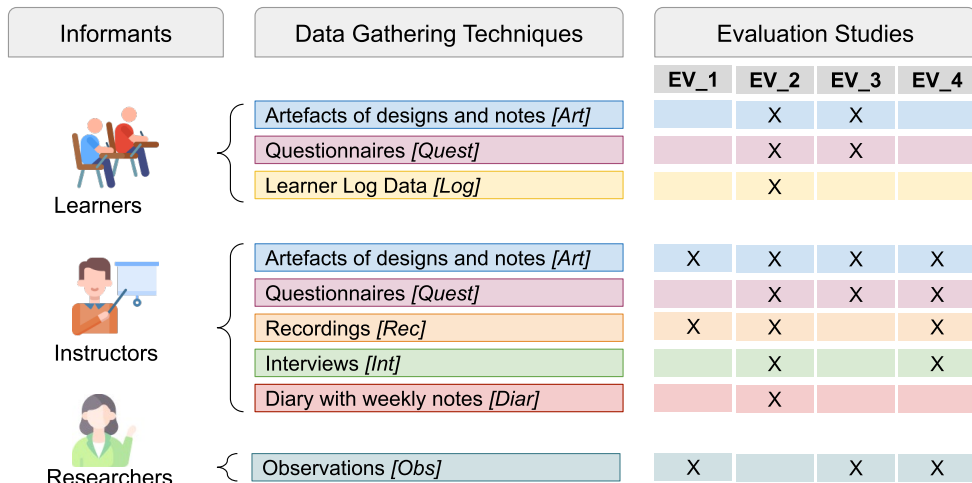 Informants
Data Gathering Techniques
Evaluation Studies
EV_1 EV_2 EV_3 EV_4
Learners
Artefacts of designs and notes [Art] X X
Questionnaires [Quest] X X
Learner Log Data [Log] X
Instructors
Artefacts of designs and notes [Art] X X X X
Questionnaires [Quest] X X X
Recordings [Rec] X X X
Interviews [Int] X X
Diary with weekly notes [Diar] X
Researchers
Observations [Obs] X X X